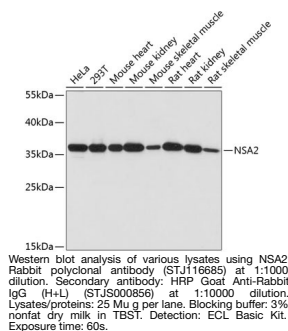 HeLa
293T
Mouse heart
Mouse kidney
Mouse skeletal muscle
Rat heart
Rat kidney
Rat skeletal muscle
55kDa
40kDa
35kDa
NSA2
25kDa
15kDa
Western blot analysis of various lysates using NSA2
Rabbit polyclonal antibody (STJ116685) at 1:1000
dilution. Secondary antibody: HRP Goat Anti-Rabbit
IgG (H+L) (STJS000856) at 1:10000 dilution.
Lysates/proteins: 25 Mu g per lane. Blocking buffer: 3%
nonfat dry milk in TBST. Detection: ECL Basic Kit.
Exposure time: 60s.